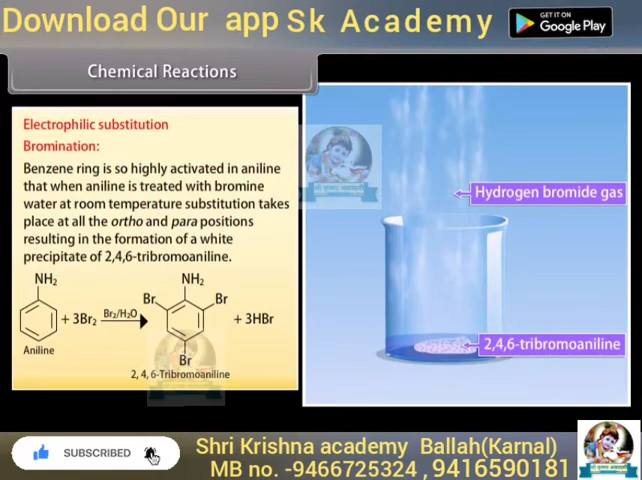 Download Our app Sk Academy
GET IT ON
Google Play
Chemical Reactions
Electrophilic substitution
Bromination:
Benzene ring is so highly activated in aniline
that when aniline is treated with bromine
water at room temperature substitution takes
place at all the ortho and para positions
resulting in the formation of a white
precipitate of 2,4,6-tribromoaniline.
NH₂ NH₂
Br Br
+ 3Br₂ Br₂/H₂O + 3HBr
Aniline
Br
2, 4, 6-Tribromoaniline
Hydrogen bromide gas
2,4,6-tribromoaniline
SUBSCRIBED
Shri Krishna academy Ballah(Karnal)
MB no. -9466725324 , 9416590181